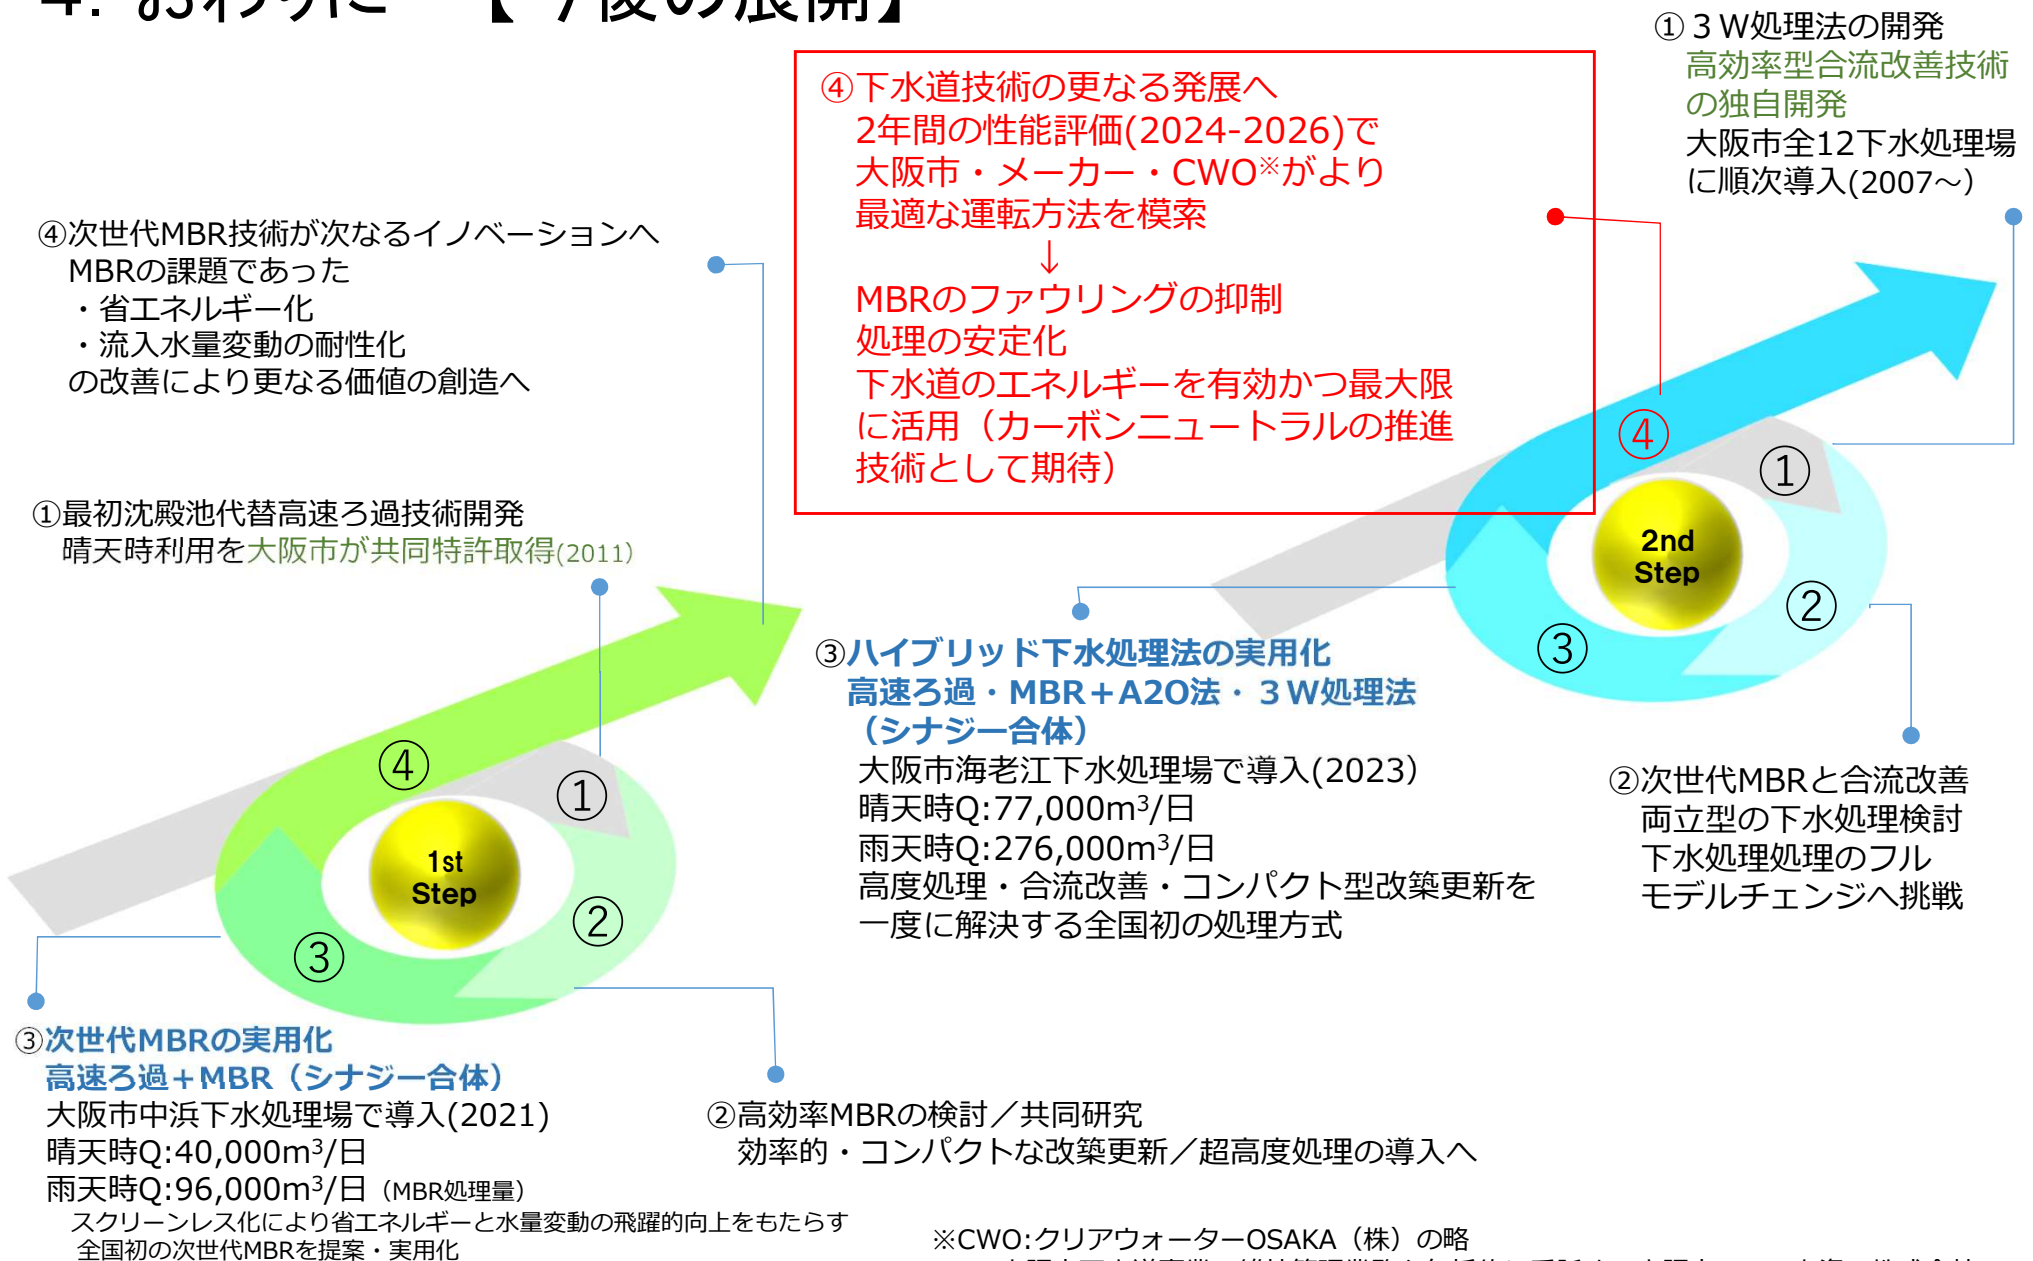 4. おわりに 【今後の展開】
①３W処理法の開発
高効率型合流改善技術
の独自開発
大阪市全12下水処理場
に順次導入(2007～)
④下水道技術の更なる発展へ
2年間の性能評価(2024-2026)で
大阪市・メーカー・CWO※がより
最適な運転方法を模索
↓
MBRのファウリングの抑制
処理の安定化
下水道のエネルギーを有効かつ最大限
に活用（カーボンニュートラルの推進
技術として期待）
④次世代MBR技術が次なるイノベーションへ
MBRの課題であった
・省エネルギー化
・流入水量変動の耐性化
の改善により更なる価値の創造へ
①最初沈殿池代替高速ろ過技術開発
晴天時利用を大阪市が共同特許取得(2011)
④
①
2nd
Step
②
③
③ハイブリッド下水処理法の実用化
高速ろ過・MBR＋A2O法・３W処理法
（シナジー合体）
大阪市海老江下水処理場で導入(2023)
晴天時Q:77,000m³/日
雨天時Q:276,000m³/日
高度処理・合流改善・コンパクト型改築更新を
一度に解決する全国初の処理方式
②次世代MBRと合流改善
両立型の下水処理検討
下水処理処理のフル
モデルチェンジへ挑戦
④
①
1st
Step
②
③
③次世代MBRの実用化
高速ろ過＋MBR（シナジー合体）
大阪市中浜下水処理場で導入(2021)
晴天時Q:40,000m³/日
雨天時Q:96,000m³/日（MBR処理量）
スクリーンレス化により省エネルギーと水量変動の飛躍的向上をもたらす
全国初の次世代MBRを提案・実用化
②高効率MBRの検討／共同研究
効率的・コンパクトな改築更新／超高度処理の導入へ
※CWO:クリアウォーターOSAKA（株）の略